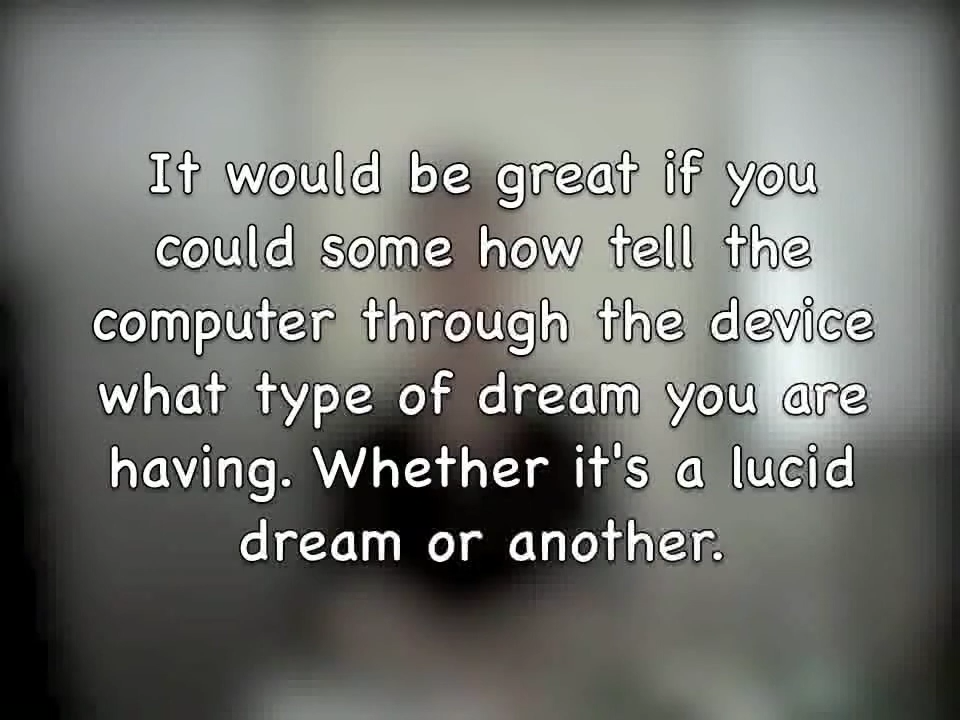 It would be great if you
could some how tell the
computer through the device
what type of dream you are
having. Whether it's a lucid
dream or another.